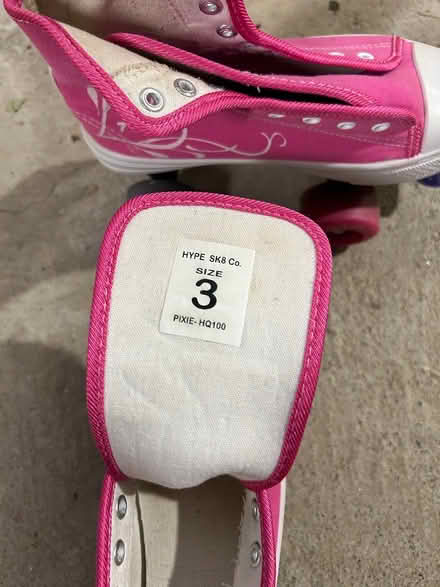 HYPE SK8 Co.
SIZE
3
PIXIE- HQ100